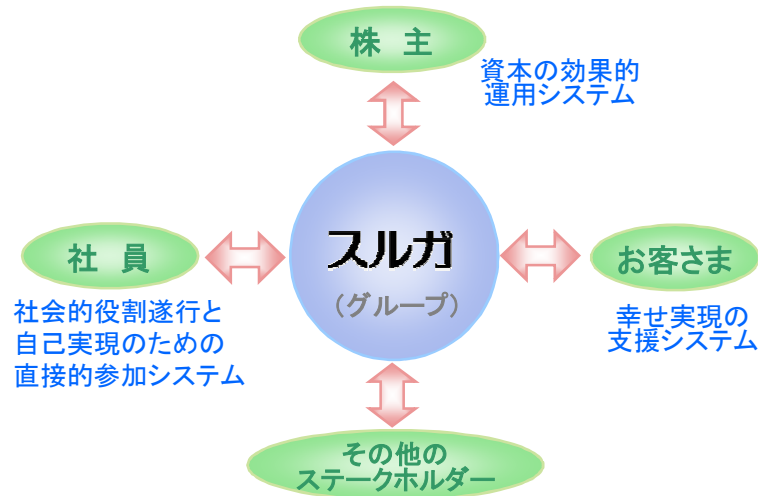 株 主
資本の効果的
運用システム
スルガ
(グループ)
社 員
社会的役割遂行と
自己実現のための
直接的参加システム
お客さま
幸せ実現の
支援システム
その他の
ステークホルダー